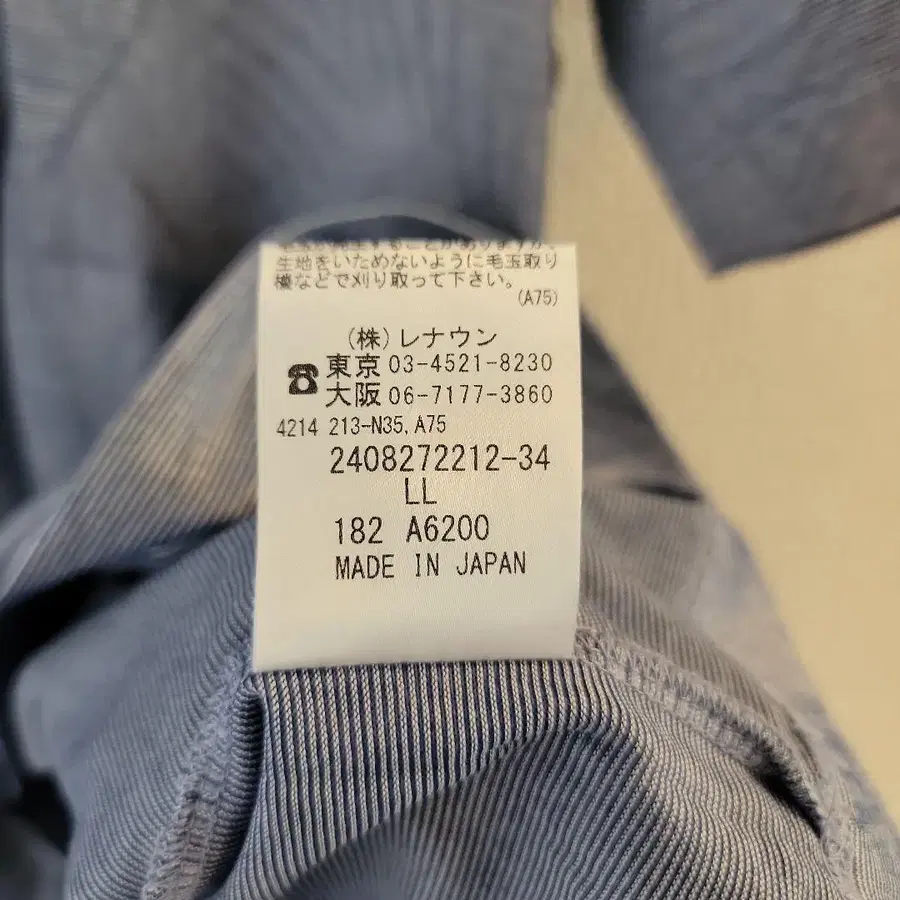 生地をいためないように毛玉取り
機などで刈り取って下さい。
(A75)
(株)レナウン
☎東京 03-4521-8230
大阪 06-7177-3860
4214 213-N35, A75
2408272212-34
LL
182 A6200
MADE IN JAPAN